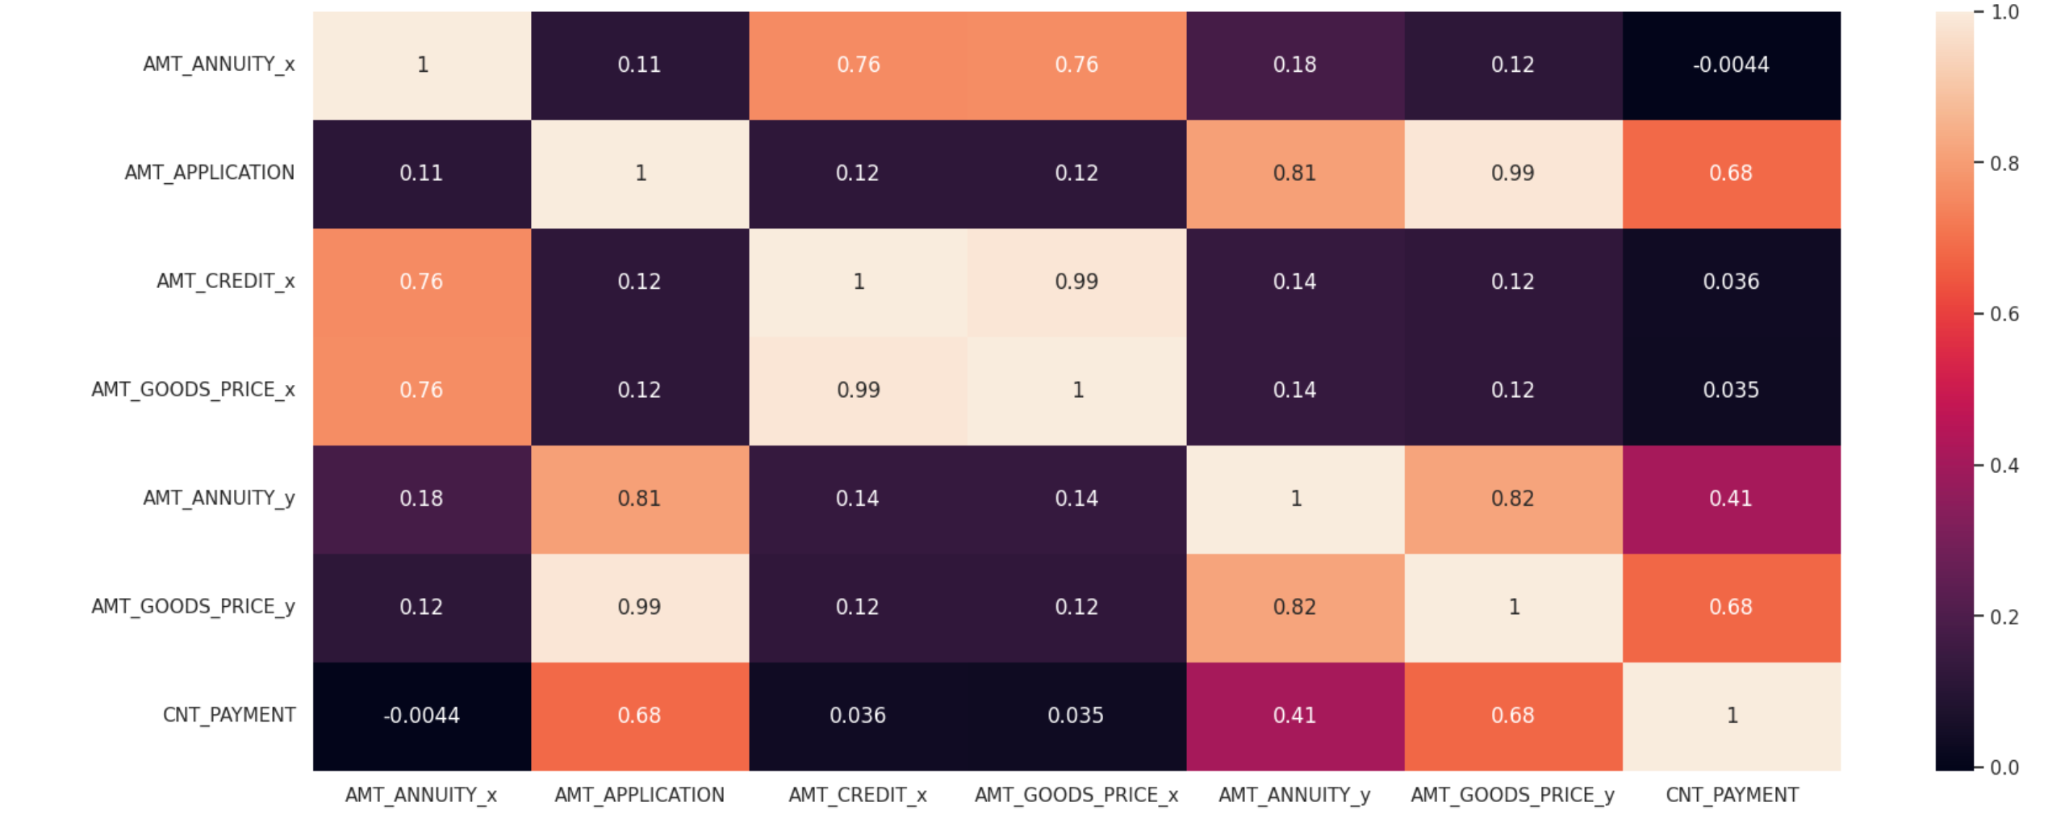 AMT_ANNUITY_x 1 0.11 0.76 0.76 0.18 0.12 -0.0044
AMT_APPLICATION 0.11 1 0.12 0.12 0.81 0.99 0.68
AMT_CREDIT_x 0.76 0.12 1 0.99 0.14 0.12 0.036
AMT_GOODS_PRICE_x 0.76 0.12 0.99 1 0.14 0.12 0.035
AMT_ANNUITY_y 0.18 0.81 0.14 0.14 1 0.82 0.41
AMT_GOODS_PRICE_y 0.12 0.99 0.12 0.12 0.82 1 0.68
CNT_PAYMENT -0.0044 0.68 0.036 0.035 0.41 0.68 1
AMT_ANNUITY_x AMT_APPLICATION AMT_CREDIT_x AMT_GOODS_PRICE_x AMT_ANNUITY_y AMT_GOODS_PRICE_y CNT_PAYMENT
1.0
0.8
0.6
0.4
0.2
0.0